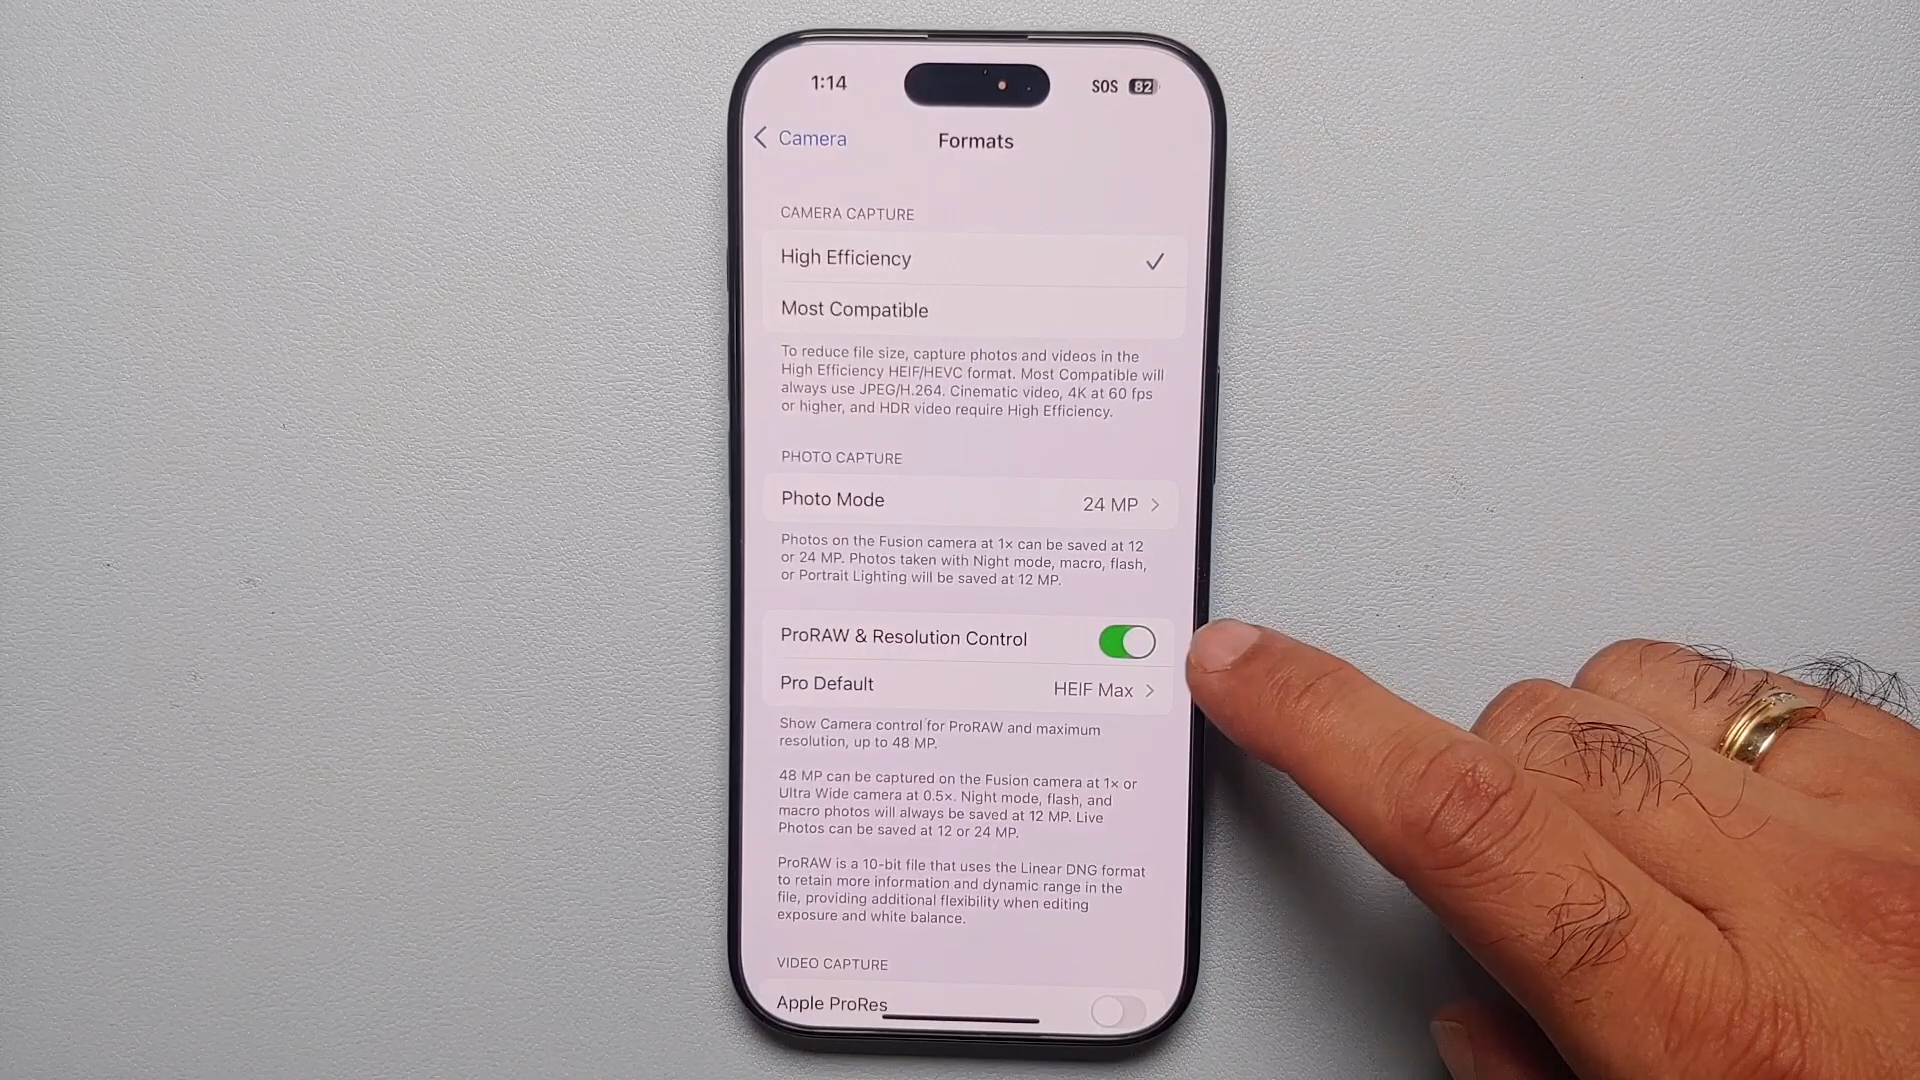 1:14
SOS 82
Camera
Formats
CAMERA CAPTURE
High Efficiency
Most Compatible
To reduce file size, capture photos and videos in the
High Efficiency HEIF/HEVC format. Most Compatible will
always use JPEG/H.264. Cinematic video, 4K at 60 fps
or higher, and HDR video require High Efficiency.
PHOTO CAPTURE
Photo Mode 24 MP
Photos on the Fusion camera at 1× can be saved at 12
or 24 MP. Photos taken with Night mode, macro, flash,
or Portrait Lighting will be saved at 12 MP.
ProRAW & Resolution Control
Pro Default HEIF Max
Show Camera control for ProRAW and maximum
resolution, up to 48 MP.
48 MP can be captured on the Fusion camera at 1× or
Ultra Wide camera at 0.5×. Night mode, flash, and
macro photos will always be saved at 12 MP. Live
Photos can be saved at 12 or 24 MP.
ProRAW is a 10-bit file that uses the Linear DNG format
to retain more information and dynamic range in the
file, providing additional flexibility when editing
exposure and white balance.
VIDEO CAPTURE
Apple ProRes